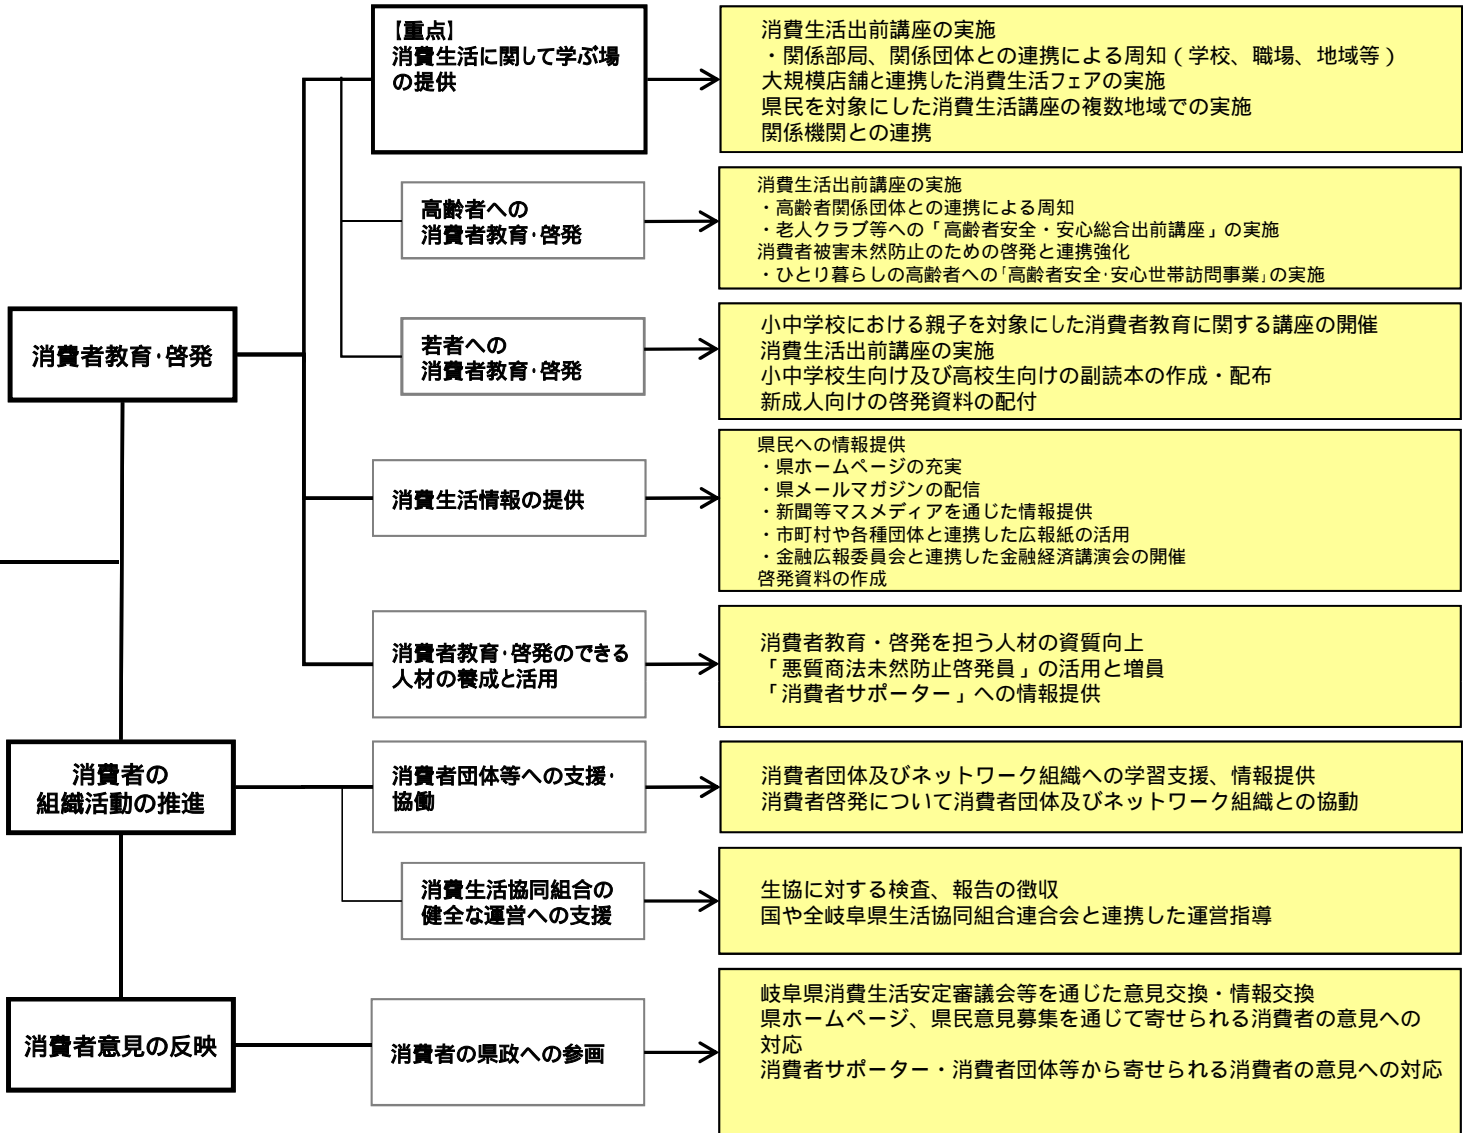 【重点】
消費生活に関して学ぶ場
の提供
消費生活出前講座の実施
・関係部局、関係団体との連携による周知（学校、職場、地域等）
大規模店舗と連携した消費生活フェアの実施
県民を対象にした消費生活講座の複数地域での実施
関係機関との連携
高齢者への
消費者教育･啓発
消費生活出前講座の実施
・高齢者関係団体との連携による周知
・老人クラブ等への「高齢者安全・安心総合出前講座」の実施
消費者被害未然防止のための啓発と連携強化
・ひとり暮らしの高齢者への｢高齢者安全･安心世帯訪問事業｣の実施
消費者教育･啓発
若者への
消費者教育･啓発
小中学校における親子を対象にした消費者教育に関する講座の開催
消費生活出前講座の実施
小中学校生向け及び高校生向けの副読本の作成・配布
新成人向けの啓発資料の配付
消費生活情報の提供
県民への情報提供
・県ホームページの充実
・県メールマガジンの配信
・新聞等マスメディアを通じた情報提供
・市町村や各種団体と連携した広報紙の活用
・金融広報委員会と連携した金融経済講演会の開催
啓発資料の作成
消費者教育･啓発のできる
人材の養成と活用
消費者教育・啓発を担う人材の資質向上
「悪質商法未然防止啓発員」の活用と増員
「消費者サポーター」への情報提供
消費者の
組織活動の推進
消費者団体等への支援･
協働
消費者団体及びネットワーク組織への学習支援、情報提供
消費者啓発について消費者団体及びネットワーク組織との協動
消費生活協同組合の
健全な運営への支援
生協に対する検査、報告の徴収
国や全岐阜県生活協同組合連合会と連携した運営指導
消費者意見の反映
消費者の県政への参画
岐阜県消費生活安定審議会等を通じた意見交換・情報交換
県ホームページ、県民意見募集を通じて寄せられる消費者の意見への
対応
消費者サポーター・消費者団体等から寄せられる消費者の意見への対応